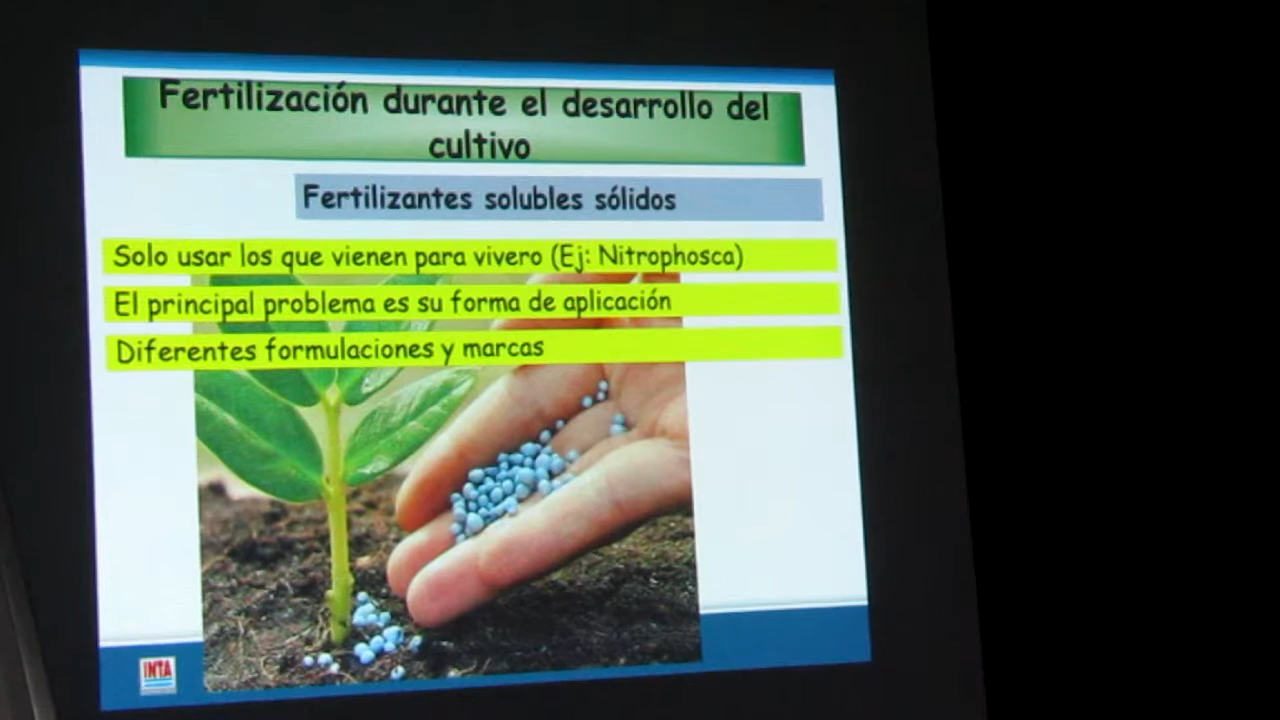 Fertilización durante el desarrollo del
cultivo
Fertilizantes solubles sólidos
Solo usar los que vienen para vivero (Ej: Nitrophosca)
El principal problema es su forma de aplicación
Diferentes formulaciones y marcas
INTA